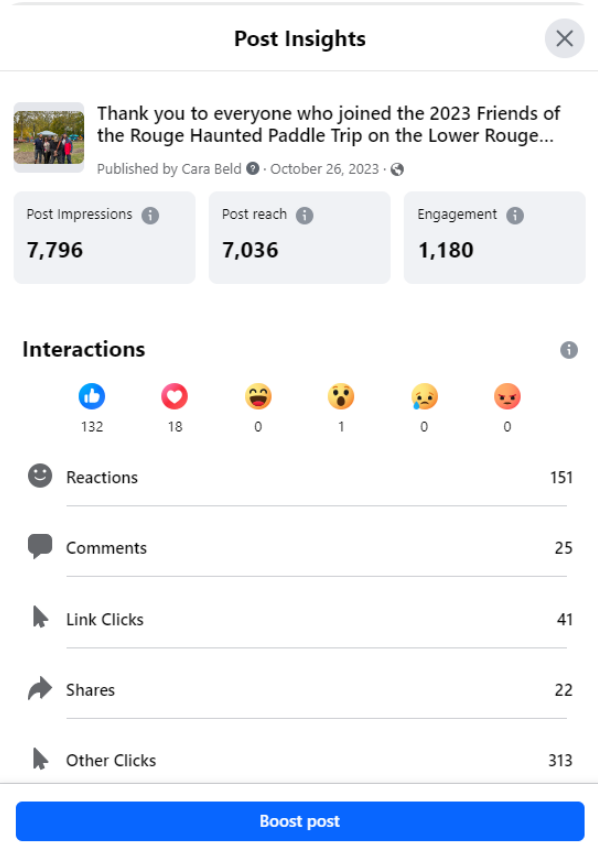 Post Insights
Thank you to everyone who joined the 2023 Friends of
the Rouge Haunted Paddle Trip on the Lower Rouge...
Published by Cara Beld · October 26, 2023 ·
Post Impressions
7,796
Post reach
7,036
Engagement
1,180
Interactions
132 18 0 1 0 0
Reactions 151
Comments 25
Link Clicks 41
Shares 22
Other Clicks 313
Boost post